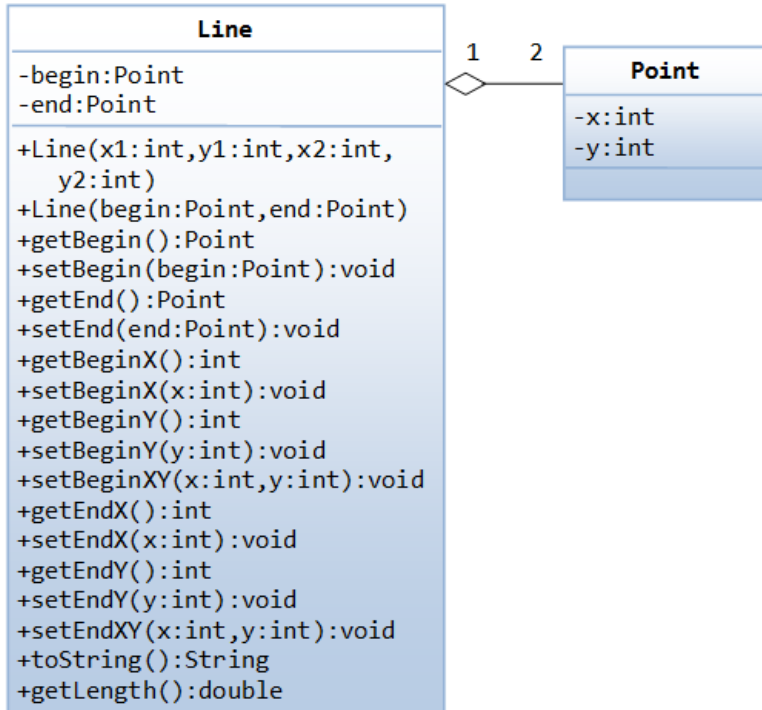 Line
-begin:Point
-end:Point
+Line(x1:int,y1:int,x2:int,
y2:int)
+Line(begin:Point,end:Point)
+getBegin():Point
+setBegin(begin:Point):void
+getEnd():Point
+setEnd(end:Point):void
+getBeginX():int
+setBeginX(x:int):void
+getBeginY():int
+setBeginY(y:int):void
+setBeginXY(x:int,y:int):void
+getEndX():int
+setEndX(x:int):void
+getEndY():int
+setEndY(y:int):void
+setEndXY(x:int,y:int):void
+toString():String
+getLength():double
1 2
Point
-x:int
-y:int